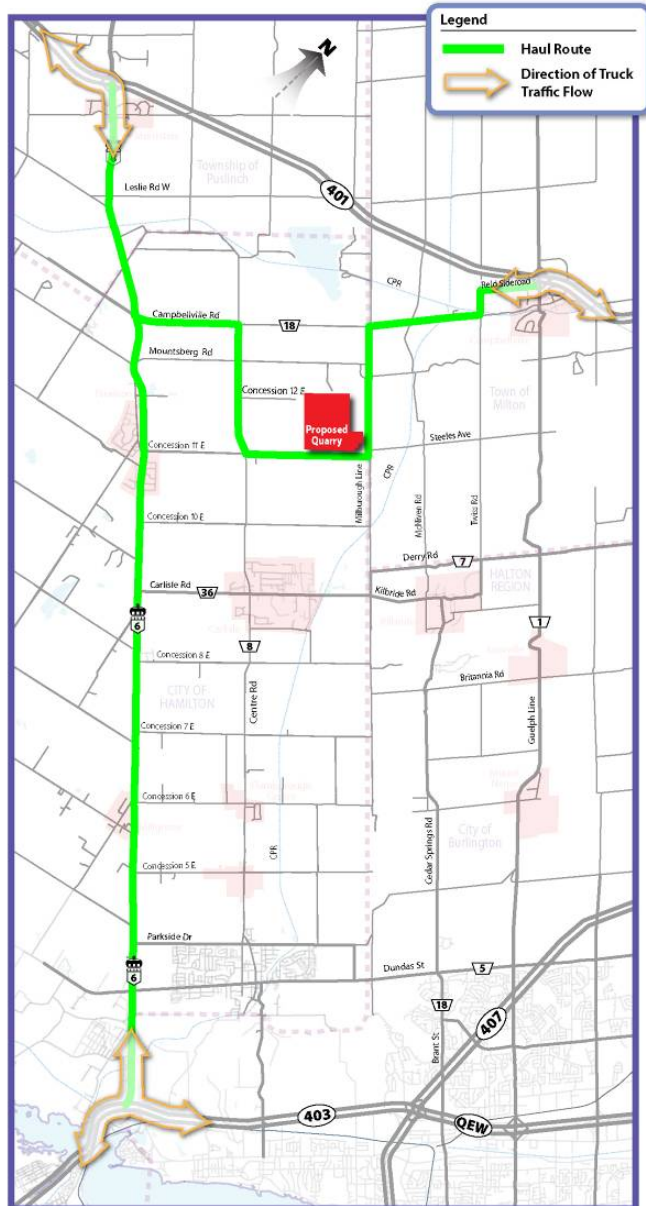 Legend
Haul Route
Direction of Truck
Traffic Flow
N
Township of
Puslinch
6
Leslie Rd W
401
CPR
Reid Sideroad
Campbellville Rd
18
Mountsberg Rd
Town of
Milton
Concession 12 E
Proposed
Quarry
Steeles Ave
Concession 11 E
Milburough Line
CPR
McNiven Rd
Twiss Rd
Concession 10 E
Derry Rd
7
HALTON
REGION
Carlisle Rd
36
Kilbride Rd
6
8
1
Concession 8 E
Centre Rd
Britannia Rd
CITY OF
HAMILTON
Guelph Line
Concession 7 E
Concession 6 E
City of
Burlington
Cedar Springs Rd
CPR
Concession 5 E
Parkside Dr
6
Dundas St
5
18
407
Brant St
403
QEW